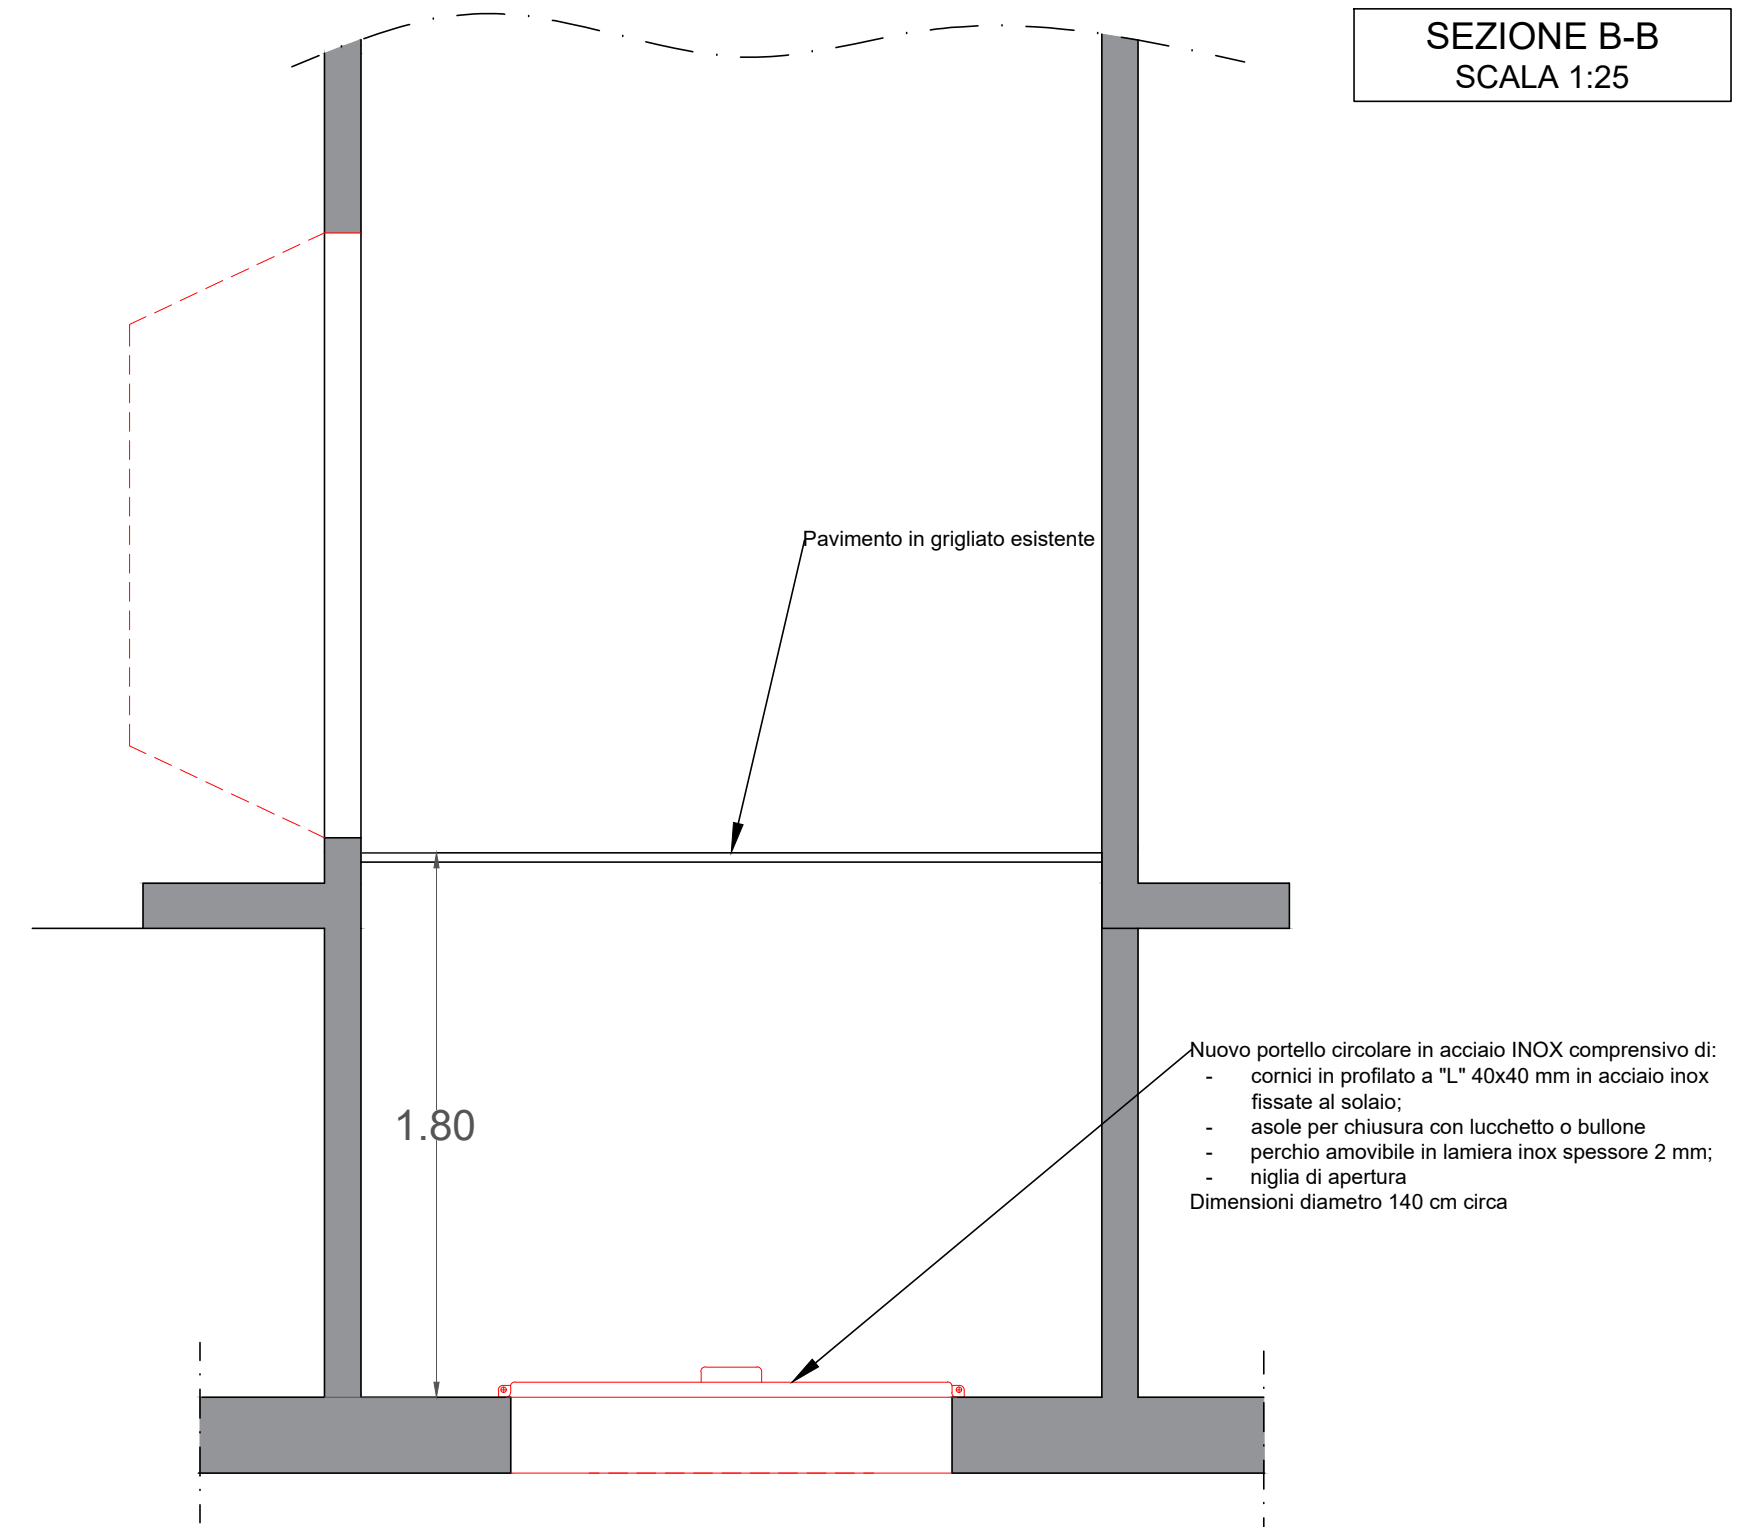 SEZIONE B-B
SCALA 1:25
Pavimento in grigliato esistente
Nuovo portello circolare in acciaio INOX comprensivo di:
- cornici in profilato a "L" 40x40 mm in acciaio inox
fissate al solaio;
- asole per chiusura con lucchetto o bullone
- perchio amovibile in lamiera inox spessore 2 mm;
- niglia di apertura
Dimensioni diametro 140 cm circa
1.80